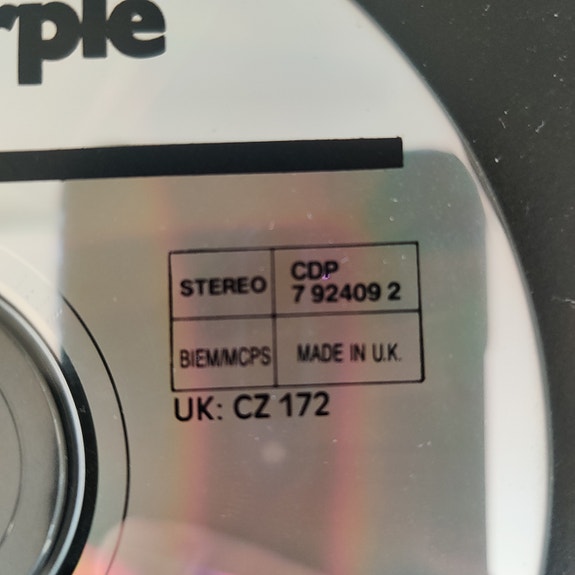 rple
STEREO
CDP
7 92409 2
BIEM/MCPS
MADE IN U.K.
UK: CZ 172